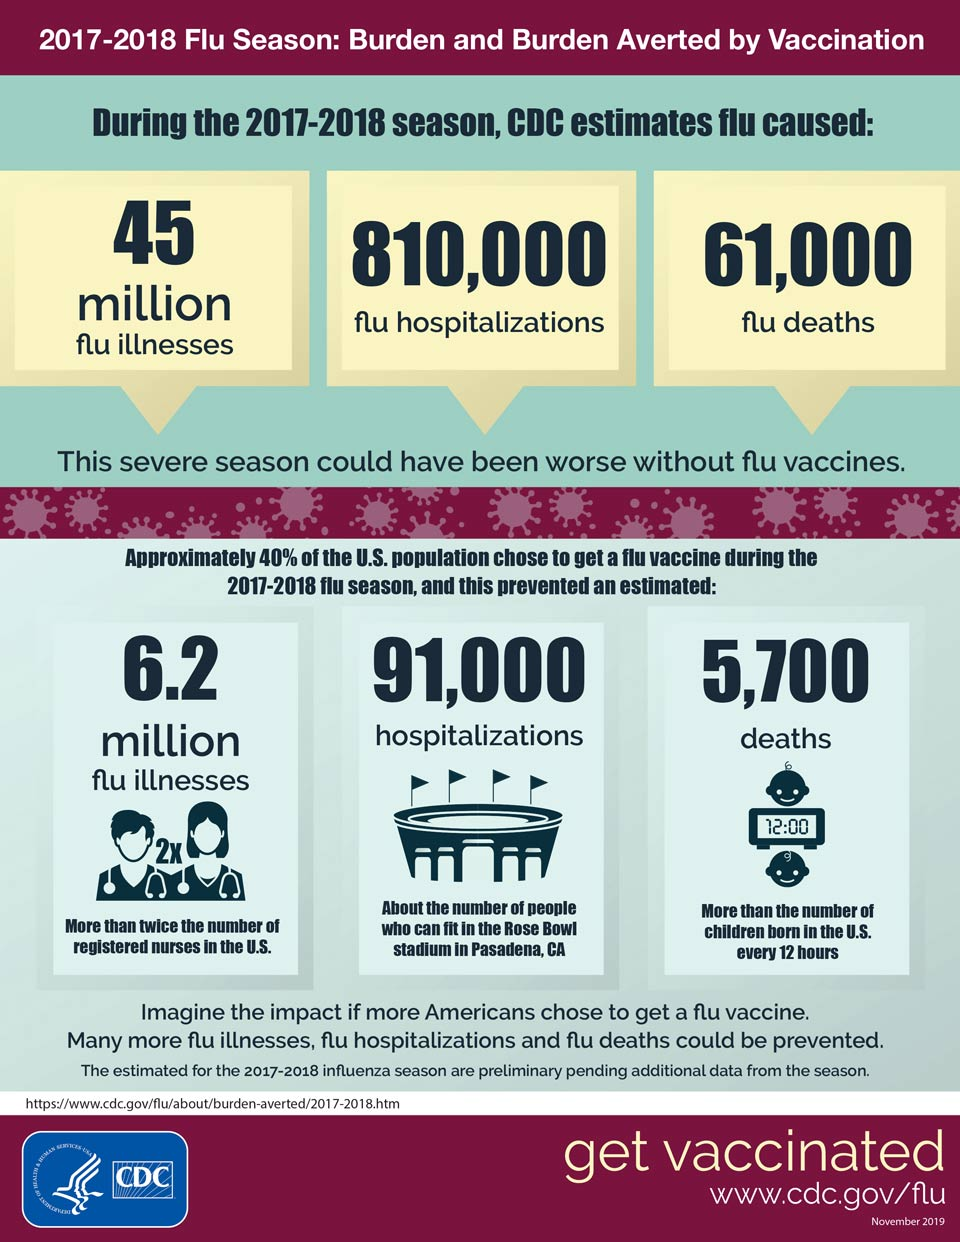 2017-2018 Flu Season: Burden and Burden Averted by Vaccination
During the 2017-2018 season, CDC estimates flu caused:
45
million
flu illnesses
810,000
flu hospitalizations
61,000
flu deaths
This severe season could have been worse without flu vaccines.
Approximately 40% of the U.S. population chose to get a flu vaccine during the
2017-2018 flu season, and this prevented an estimated:
6.2
million
flu illnesses
2x
More than twice the number of
registered nurses in the U.S.
91,000
hospitalizations
About the number of people
who can fit in the Rose Bowl
stadium in Pasadena, CA
5,700
deaths
12:00
More than the number of
children born in the U.S.
every 12 hours
Imagine the impact if more Americans chose to get a flu vaccine.
Many more flu illnesses, flu hospitalizations and flu deaths could be prevented.
The estimated for the 2017-2018 influenza season are preliminary pending additional data from the season.
https://www.cdc.gov/flu/about/burden-averted/2017-2018.htm
DEPARTMENT OF HEALTH & HUMAN SERVICES USA
CDC
get vaccinated
www.cdc.gov/flu
November 2019